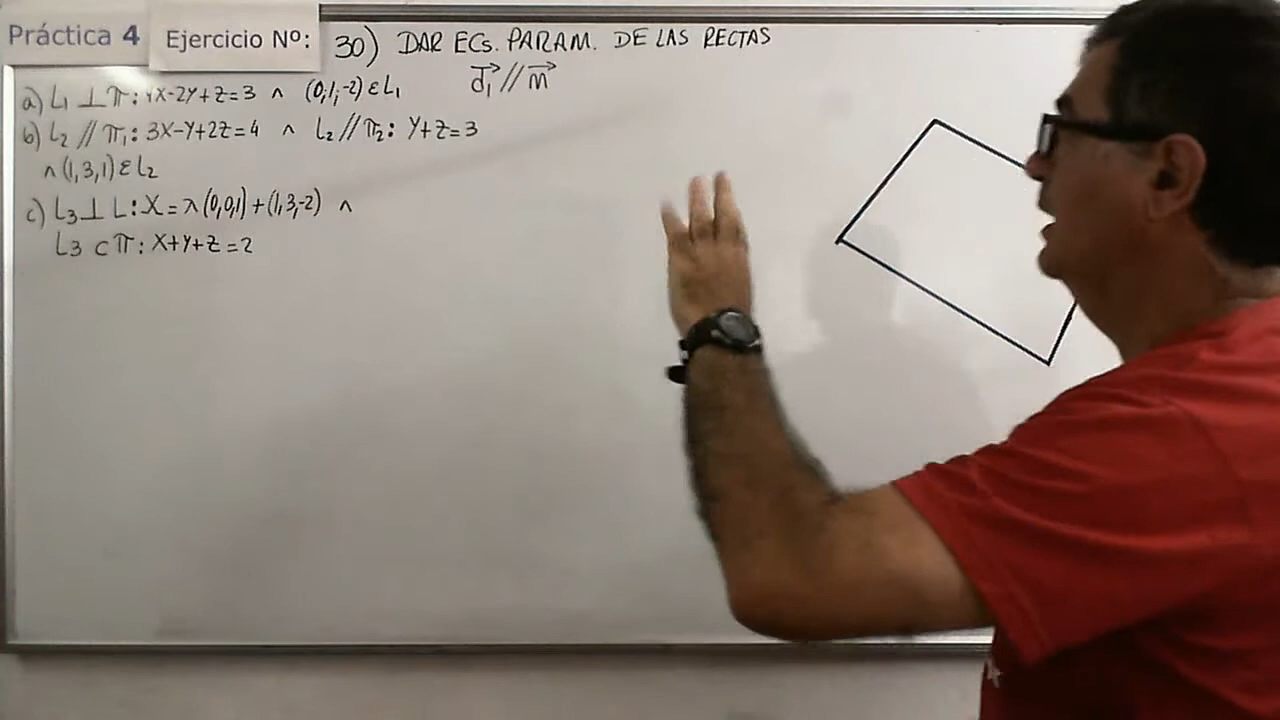 Práctica 4 Ejercicio Nº: 30) DAR ECS. PARAM. DE LAS RECTAS
a) L₁ ⊥ π: 4X-2Y+Z=3 ∧ (0,1,-2) ε L₁ d₁ // n
b) L₂ // π₁: 3X-Y+2Z=4 ∧ L₂ // π₂: Y+Z=3
∧ (1,3,1) ε L₂
c) L₃ ⊥ L: X = λ(0,0,1)+(1,3,-2) ∧
L₃ ⊂ π: X+Y+Z=2